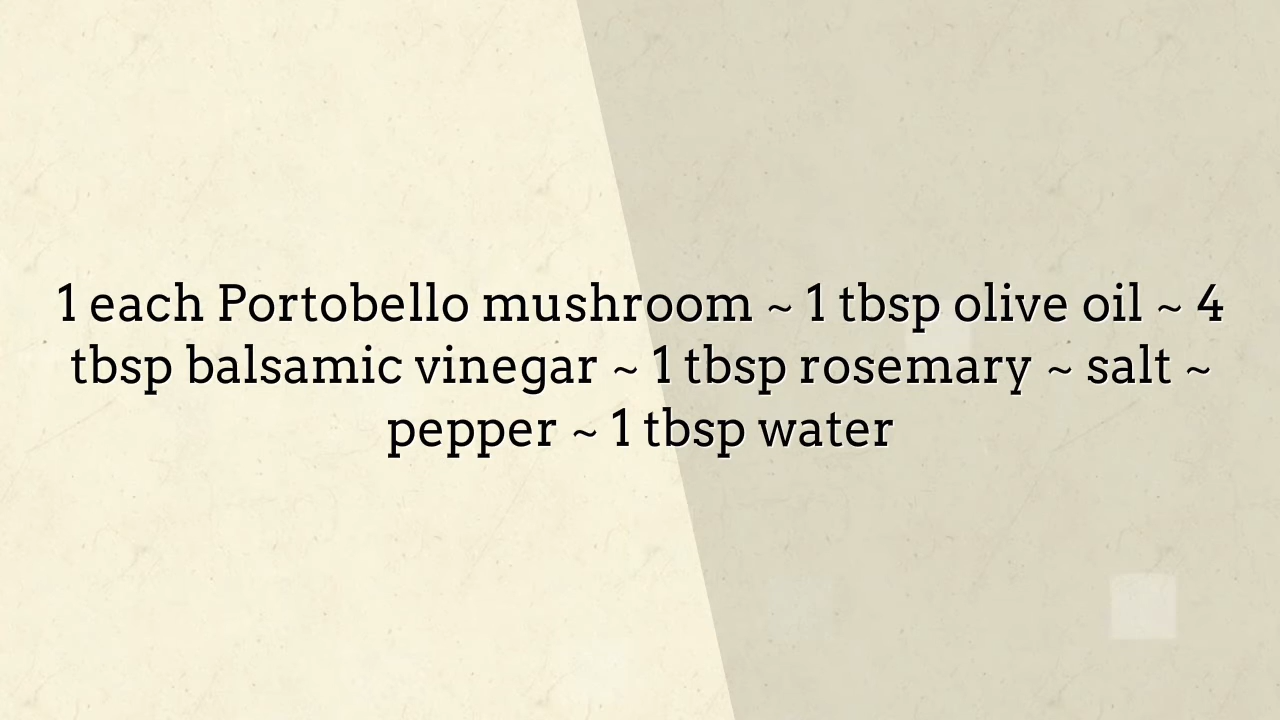 1 each Portobello mushroom ~ 1 tbsp olive oil ~ 4
tbsp balsamic vinegar ~ 1 tbsp rosemary ~ salt ~
pepper ~ 1 tbsp water